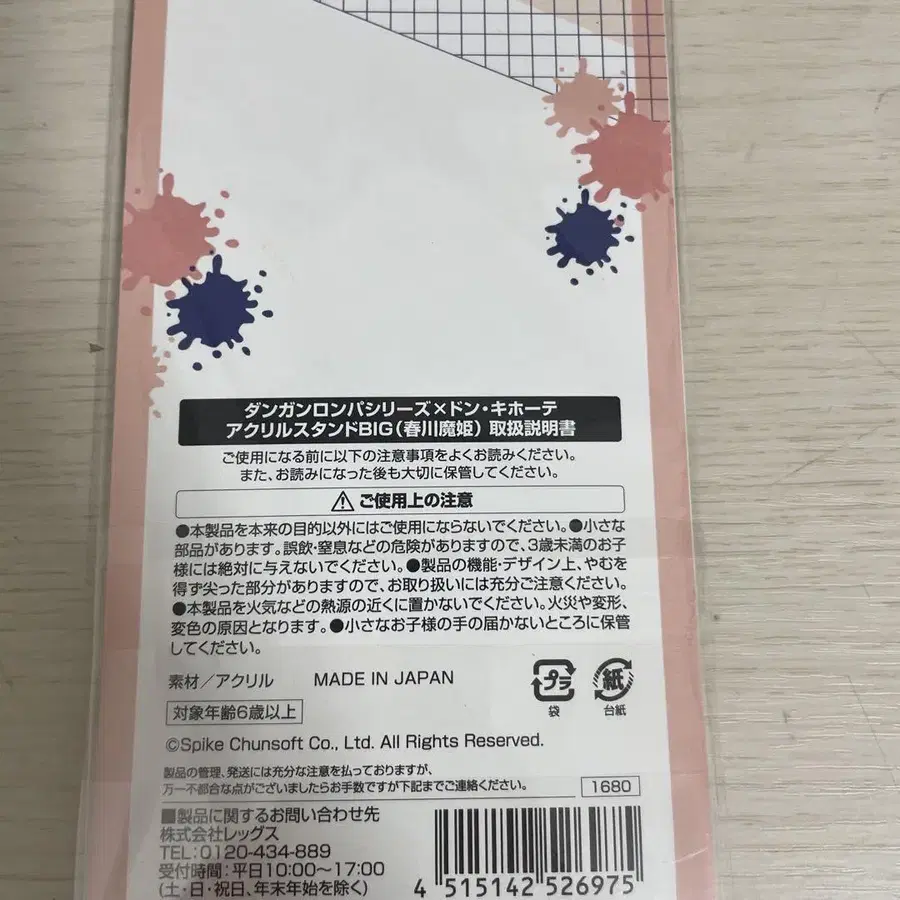 ダンガンロンパシリーズ×ドン・キホーテ
アクリルスタンドBIG（春川魔姫）取扱説明書
ご使用になる前に以下の注意事項をよくお読みください。
また、お読みになった後も大切に保管してください。
ご使用上の注意
●本製品を本来の目的以外にはご使用にならないでください。●小さな
部品があります。誤飲・窒息などの危険がありますので、3歳未満のお子
様には絶対に与えないでください。●製品の機能・デザイン上、やむを
得ず尖った部分がありますので、お取り扱いには充分ご注意ください。
●本製品を火気などの熱源の近くに置かないでください。火災や変形、
変色の原因となります。●小さなお子様の手の届かないところに保管
してください。
素材／アクリル MADE IN JAPAN
プラ 紙
袋 台紙
対象年齢6歳以上
©Spike Chunsoft Co., Ltd. All Rights Reserved.
製品の管理、発送には充分な注意を払っておりますが、
万一不都合な点がございましたらお手数ですが下記までご連絡ください。
1680
■製品に関するお問い合わせ先
株式会社レッグス
TEL：0120-434-889
受付時間：平日10:00～17:00
（土・日・祝日、年末年始を除く）
4 515142 526975